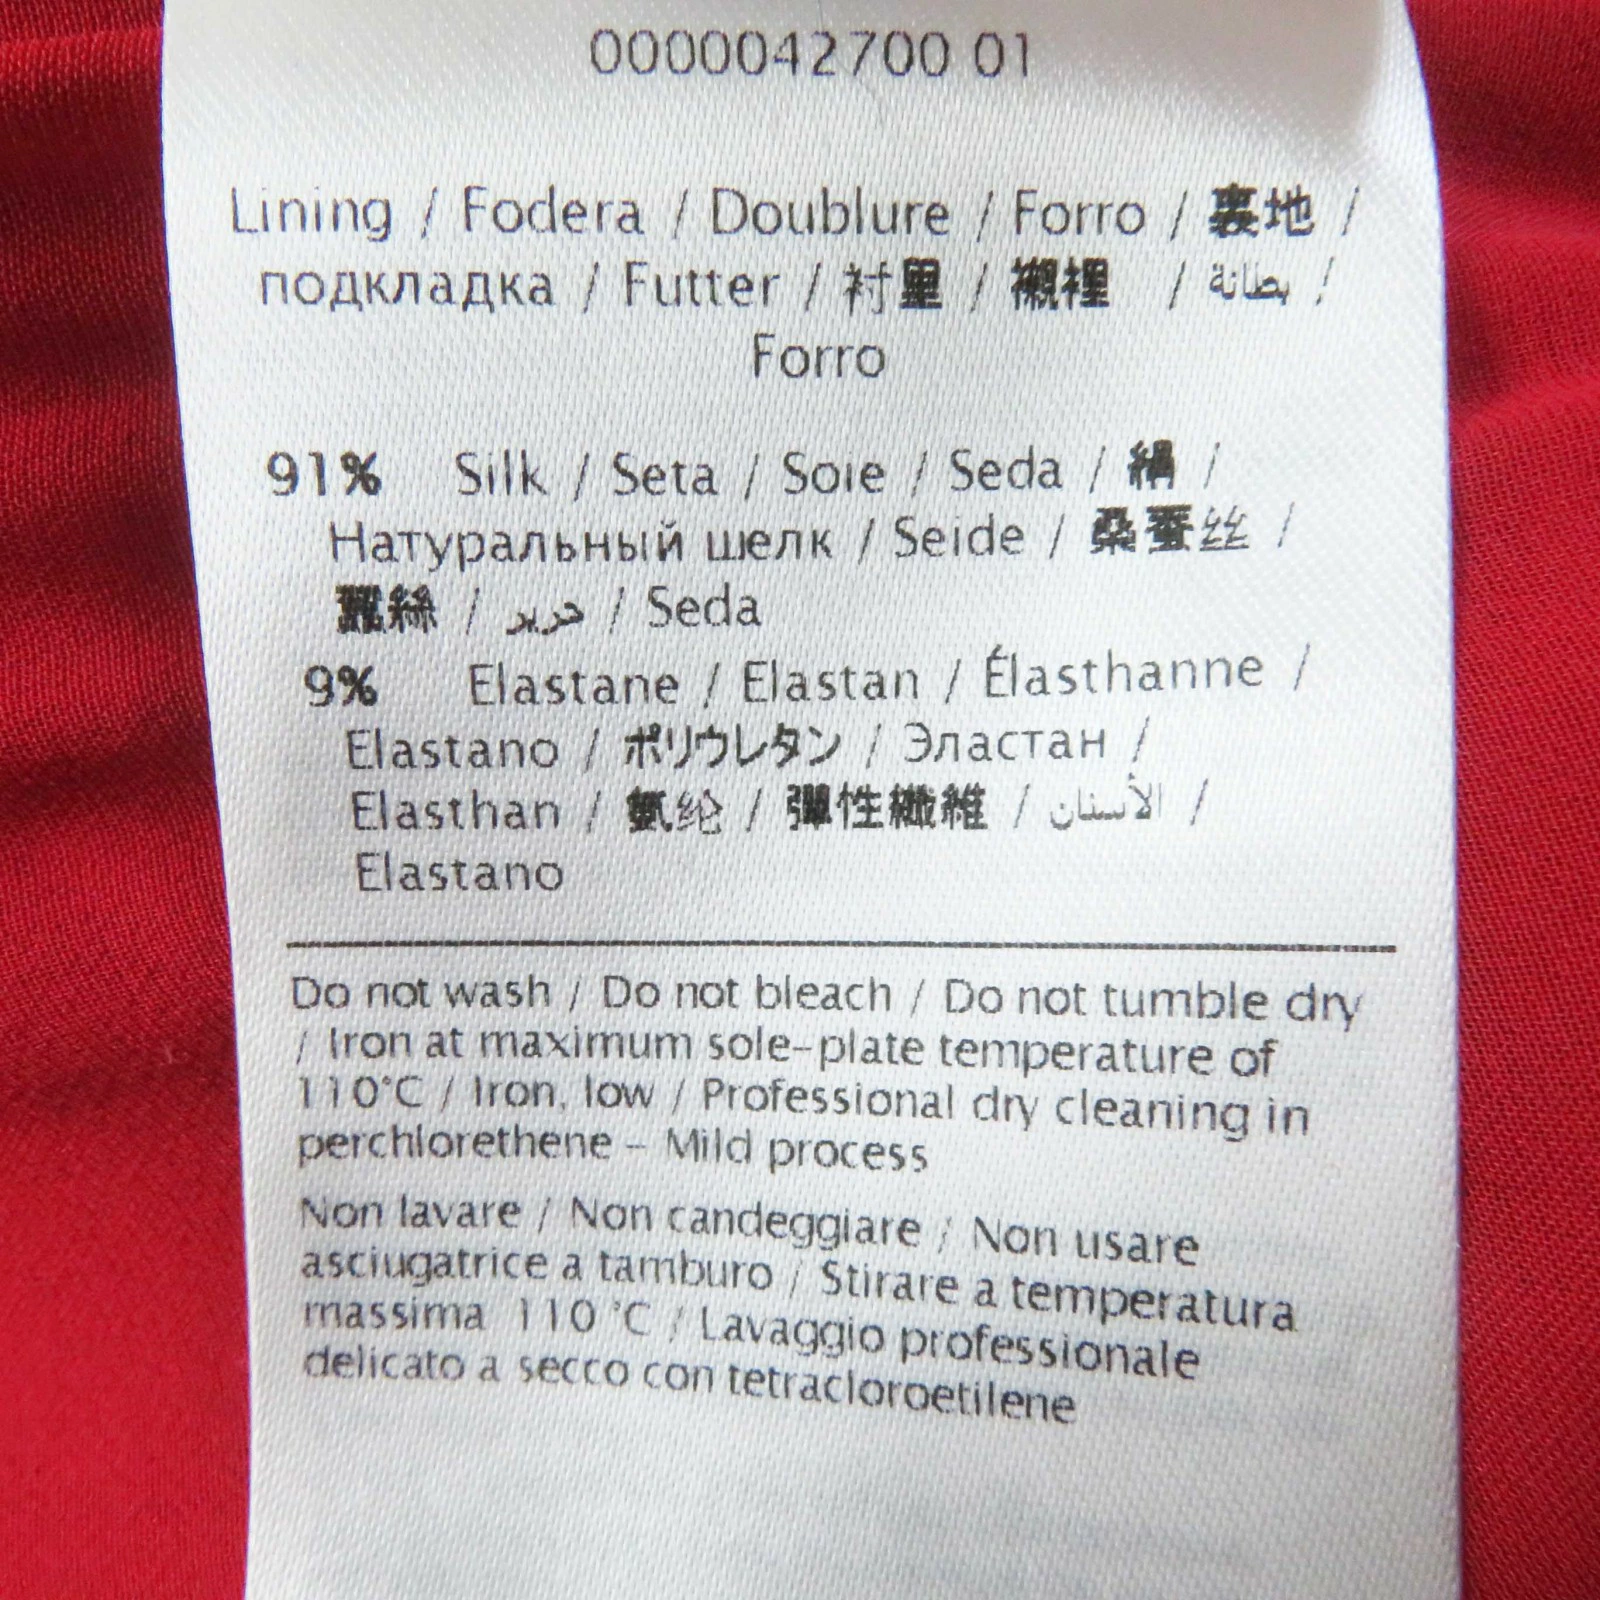 0000042700 01
Lining / Fodera / Doublure / Forro / 裏地 /
подкладка / Futter / 衬里 / 襯裡 / بطانة /
Forro
91% Silk / Seta / Soie / Seda / 絹 /
Натуральный шелк / Seide / 桑蚕丝 /
蠶絲 / حرير / Seda
9% Elastane / Elastan / Élasthanne /
Elastano / ポリウレタン / Эластан /
Elasthan / 氨纶 / 彈性纖維 / الأستان /
Elastano
Do not wash / Do not bleach / Do not tumble dry
/ Iron at maximum sole-plate temperature of
110°C / Iron, low / Professional dry cleaning in
perchlorethene - Mild process
Non lavare / Non candeggiare / Non usare
asciugatrice a tamburo / Stirare a temperatura
massima 110 °C / Lavaggio professionale
delicato a secco con tetracloroetilene